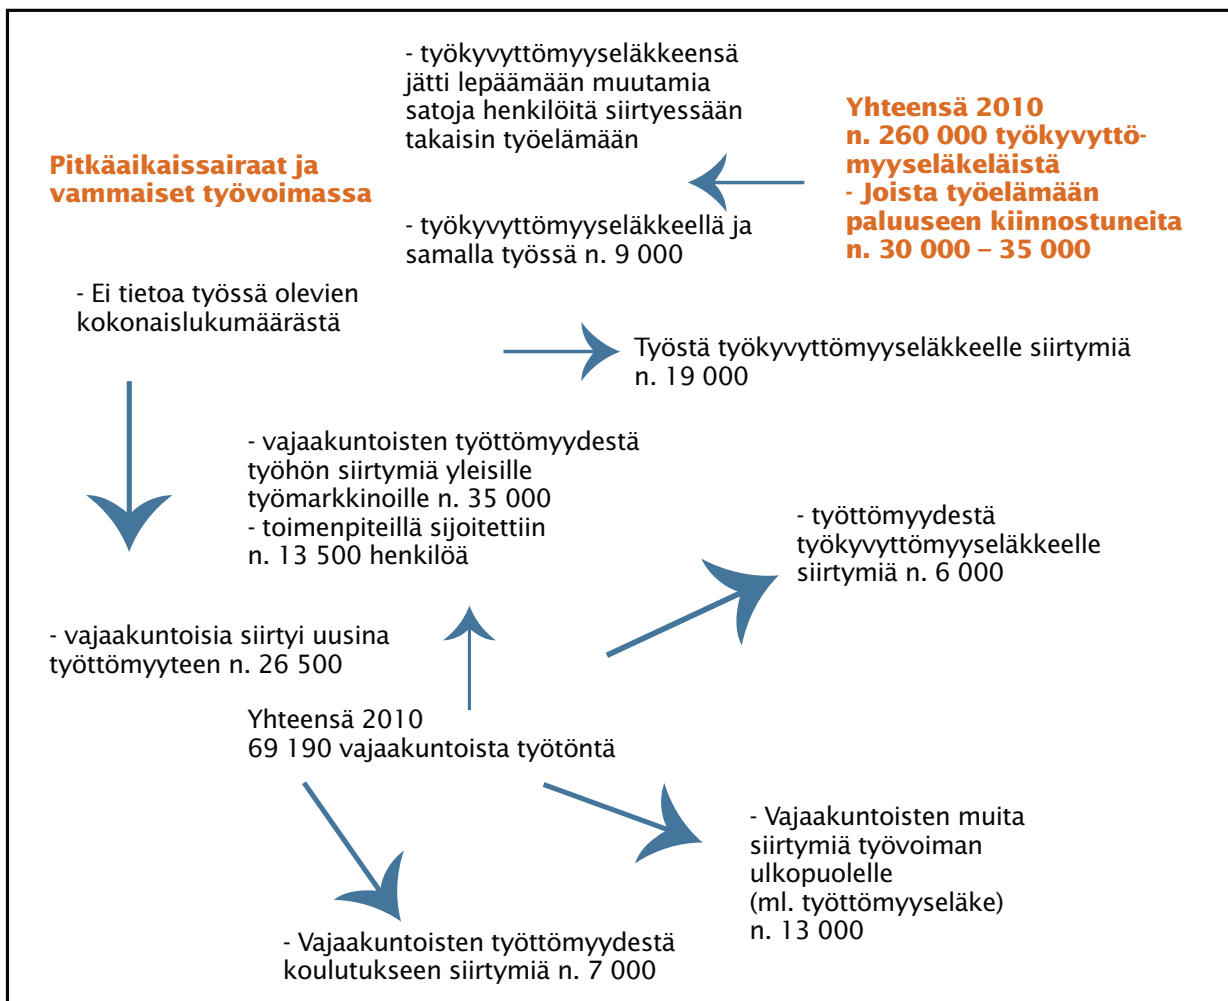 - työkyvyttömyyseläkkeensä
jätti lepäämään muutamia
satoja henkilöitä siirtyessään
takaisin työelämään
Yhteensä 2010
n. 260 000 työkyvyttö-
myyseläkeläistä
- Joista työelämään
paluuseen kiinnostuneita
n. 30 000 – 35 000
Pitkäaikaissairaat ja
vammaiset työvoimassa
- työkyvyttömyyseläkkeellä ja
samalla työssä n. 9 000
- Ei tietoa työssä olevien
kokonaislukumäärästä
Työstä työkyvyttömyyseläkkeelle siirtymiä
n. 19 000
- vajaakuntoisten työttömyydestä
työhön siirtymiä yleisille
työmarkkinoille n. 35 000
- toimenpiteillä sijoitettiin
n. 13 500 henkilöä
- työttömyydestä
työkyvyttömyyseläkkeelle
siirtymiä n. 6 000
- vajaakuntoisia siirtyi uusina
työttömyyteen n. 26 500
Yhteensä 2010
69 190 vajaakuntoista työtöntä
- Vajaakuntoisten muita
siirtymiä työvoiman
ulkopuolelle
(ml. työttömyyseläke)
n. 13 000
- Vajaakuntoisten työttömyydestä
koulutukseen siirtymiä n. 7 000